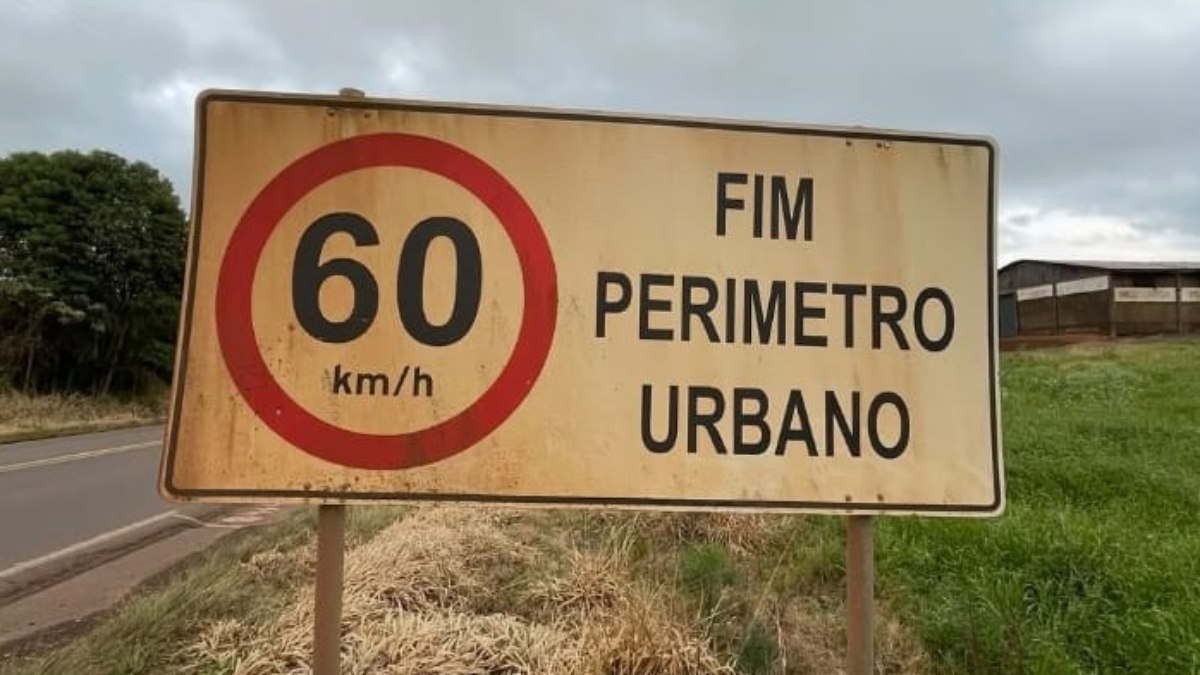 60
km/h
FIM
PERIMETRO
URBANO